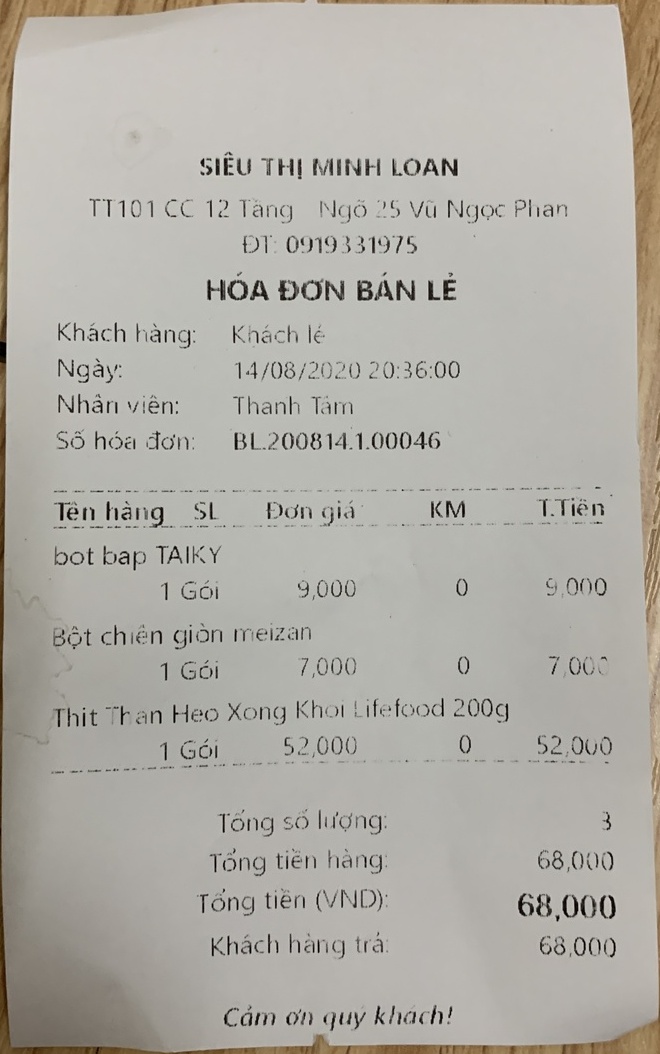 SIÊU THỊ MINH LOAN
TT101 CC 12 Tầng Ngõ 25 Vũ Ngọc Phan
ĐT: 0919331975
HÓA ĐƠN BÁN LẺ
Khách hàng: Khách lẻ
Ngày: 14/08/2020 20:36:00
Nhân viên: Thanh Tâm
Số hóa đơn: BL.200814.1.00046
Tên hàng SL Đơn giá KM T.Tiền
bot bap TAIKY
1 Gói 9,000 0 9,000
Bột chiên giòn meizan
1 Gói 7,000 0 7,000
Thit Than Heo Xong Khoi Lifefood 200g
1 Gói 52,000 0 52,000
Tổng số lượng: 3
Tổng tiền hàng: 68,000
Tổng tiền (VND): 68,000
Khách hàng trả: 68,000
Cảm ơn quý khách!